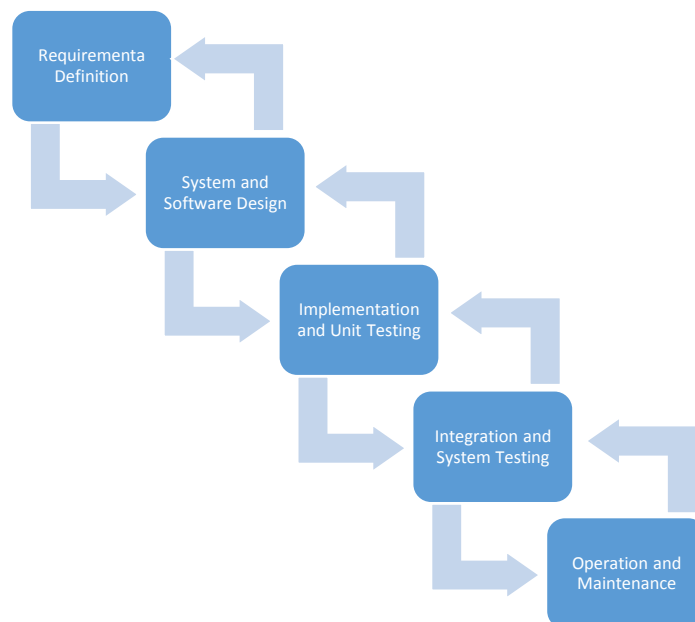 Requirementa
Definition
System and
Software Design
Implementation
and Unit Testing
Integration and
System Testing
Operation and
Maintenance